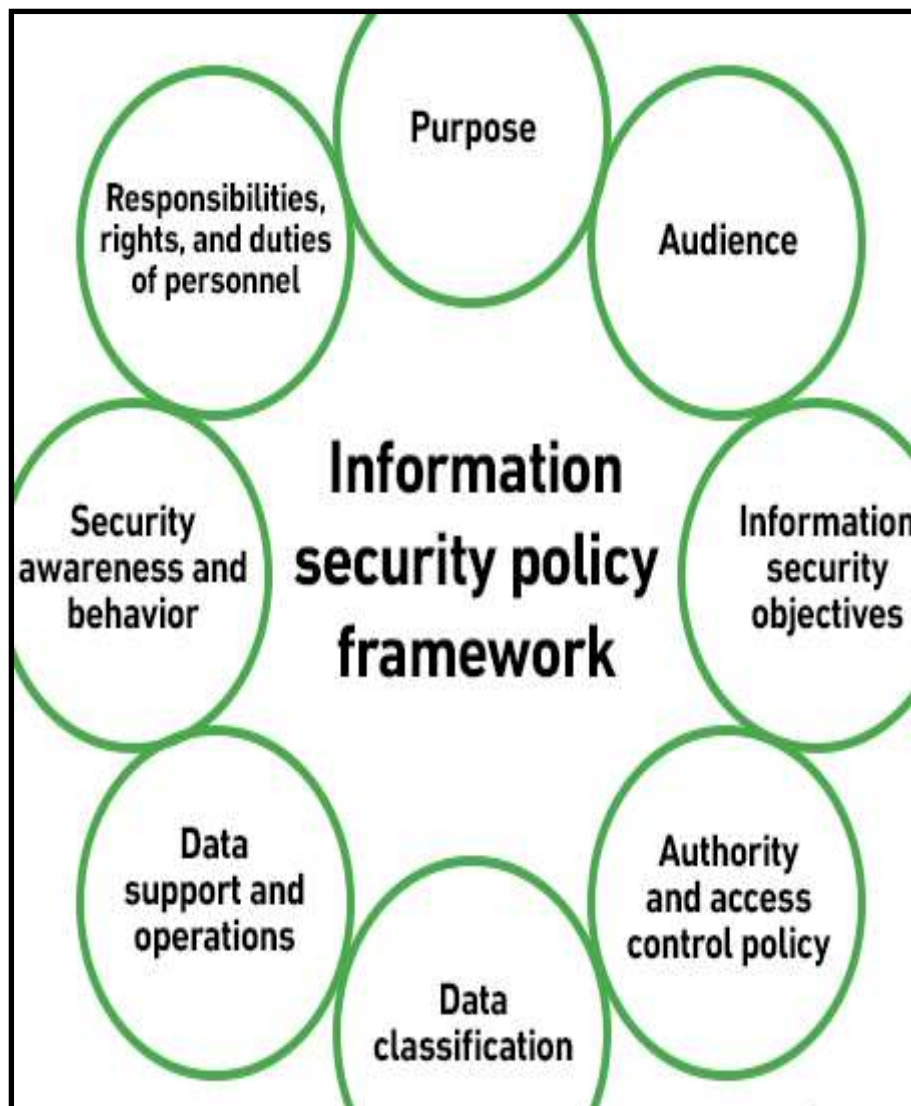 Purpose
Audience
Information
security
objectives
Authority
and access
control policy
Data
classification
Data
support and
operations
Security
awareness and
behavior
Responsibilities,
rights, and duties
of personnel
Information
security policy
framework